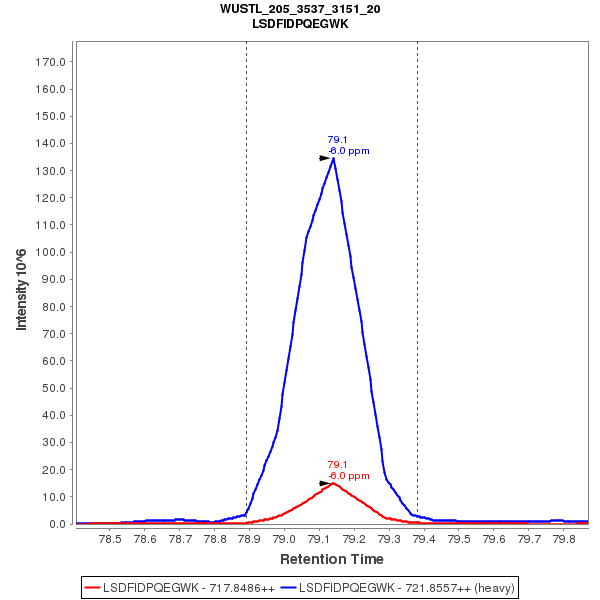 WUSTL_205_3537_3151_20
LSDFIDPQEGWK
Intensity 10^6
170.0
160.0
150.0
140.0
130.0
120.0
110.0
100.0
90.0
80.0
70.0
60.0
50.0
40.0
30.0
20.0
10.0
0.0
79.1
-6.0 ppm
79.1
-6.0 ppm
78.5 78.6 78.7 78.8 78.9 79.0 79.1 79.2 79.3 79.4 79.5 79.6 79.7 79.8
Retention Time
LSDFIDPQEGWK - 717.8486++ LSDFIDPQEGWK - 721.8557++ (heavy)